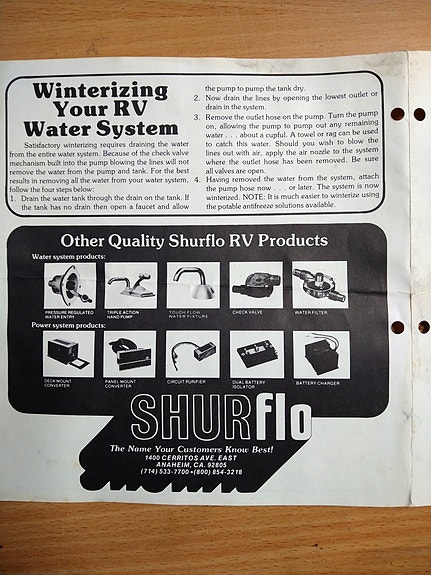 Winterizing
Your RV
Water System
Satisfactory winterizing requires draining the water
from the entire water system. Because of the check valve
mechanism built into the pump blowing the lines will not
remove the water from the pump and tank. For the best
results in removing all the water from your water system,
follow the four steps below:
1. Drain the water tank through the drain on the tank. If
the tank has no drain then open a faucet and allow
the pump to pump the tank dry.
2. Now drain the lines by opening the lowest outlet or
drain in the system.
3. Remove the outlet hose on the pump. Turn the pump
on, allowing the pump to pump out any remaining
water . . . about a cupful. A towel or rag can be used
to catch this water. Should you wish to blow the
lines out with air, apply the air nozzle to the system
where the outlet hose has been removed. Be sure
all valves are open.
4. Having removed the water from the system, attach
the pump hose now . . . or later. The system is now
winterized. NOTE: It is much easier to winterize using
the potable antifreeze solutions available.
Other Quality Shurflo RV Products
Water system products:
PRESSURE REGULATED
WATER ENTRY
TRIPLE ACTION
HAND PUMP
TOUCH FLOW
WATER FIXTURE
CHECK VALVE
WATER FILTER
Power system products:
DECK MOUNT
CONVERTER
PANEL MOUNT
CONVERTER
CIRCUIT PURIFIER
DUAL BATTERY
ISOLATOR
BATTERY CHARGER
SHURflo
The Name Your Customers Know Best!
1400 CERRITOS AVE. EAST
ANAHEIM, CA. 92805
(714) 533-7700 • (800) 854-3218